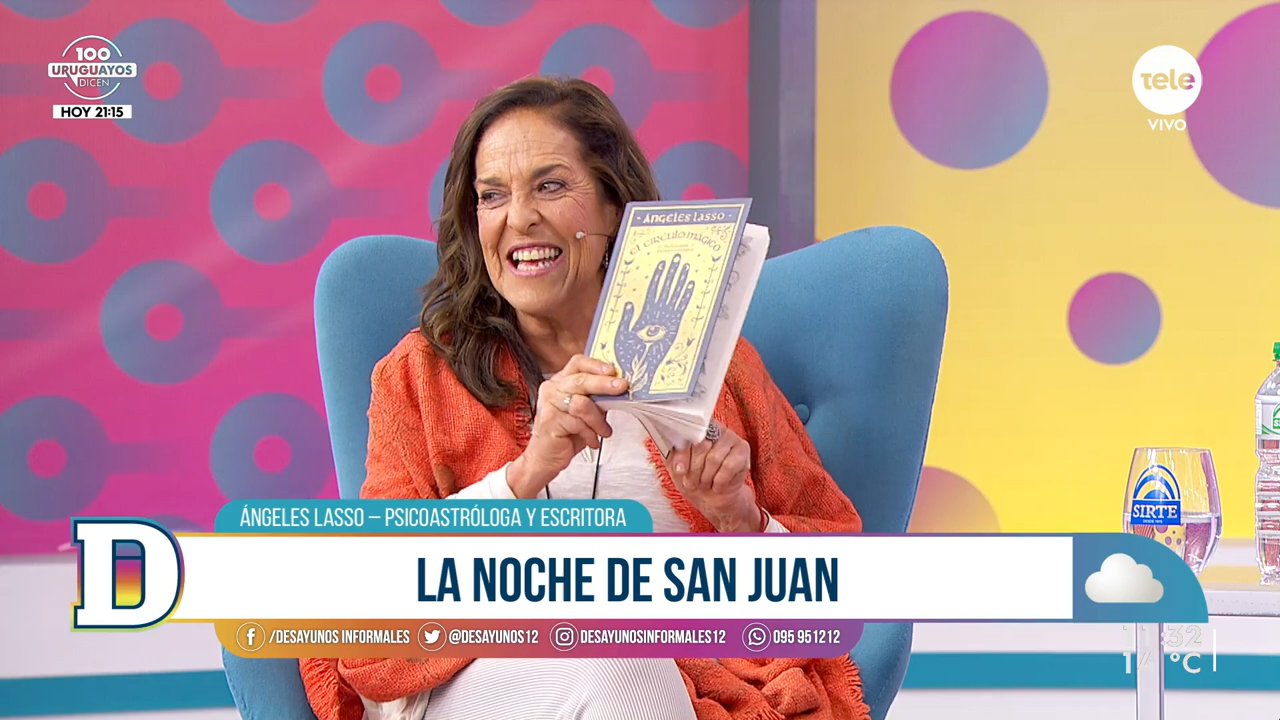 100
URUGUAYOS
DICEN
HOY 21:15
tele
VIVO
ÁNGELES LASSO
EL CÍRCULO MÁGICO
SIRTE
ÁNGELES LASSO – PSICOASTRÓLOGA Y ESCRITORA
D
LA NOCHE DE SAN JUAN
/DESAYUNOS INFORMALES
@DESAYUNOS12
DESAYUNOSINFORMALES12
095 951212
°C